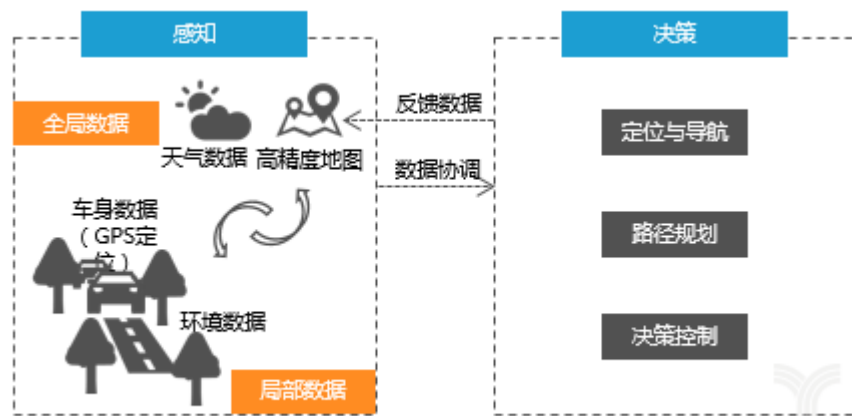 感知
全局数据
天气数据
高精度地图
车身数据
（GPS定
位）
环境数据
局部数据
反馈数据
数据协调
决策
定位与导航
路径规划
决策控制